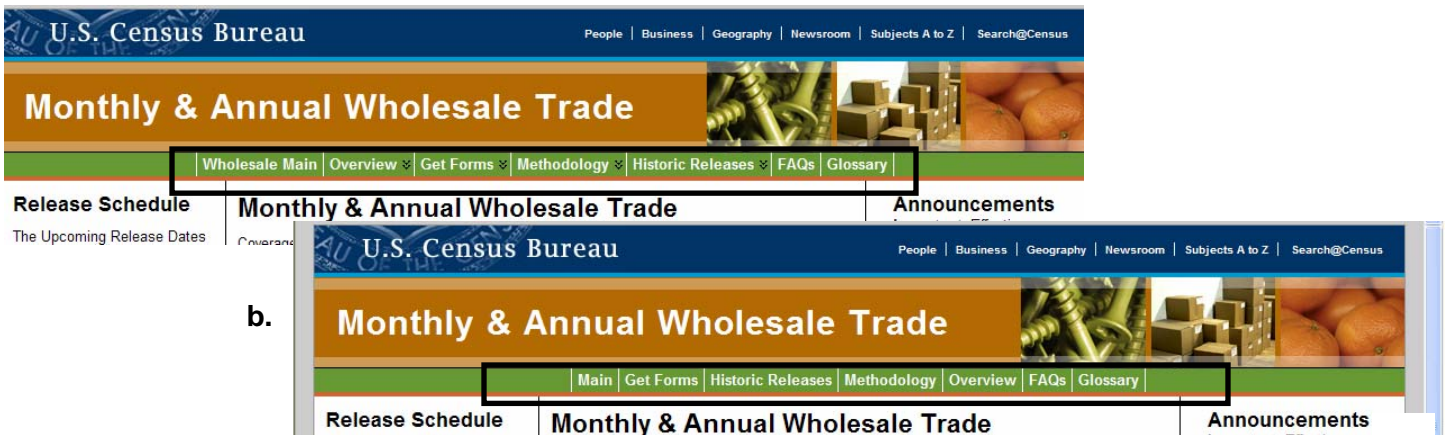 U.S. Census Bureau
People | Business | Geography | Newsroom | Subjects A to Z | Search@Census
Monthly & Annual Wholesale Trade
Wholesale Main | Overview | Get Forms | Methodology | Historic Releases | FAQs | Glossary
Release Schedule
The Upcoming Release Dates
Monthly & Annual Wholesale Trade
Coverage
Announcements
b.
U.S. Census Bureau
People | Business | Geography | Newsroom | Subjects A to Z | Search@Census
Monthly & Annual Wholesale Trade
Main | Get Forms | Historic Releases | Methodology | Overview | FAQs | Glossary
Release Schedule
Monthly & Annual Wholesale Trade
Announcements